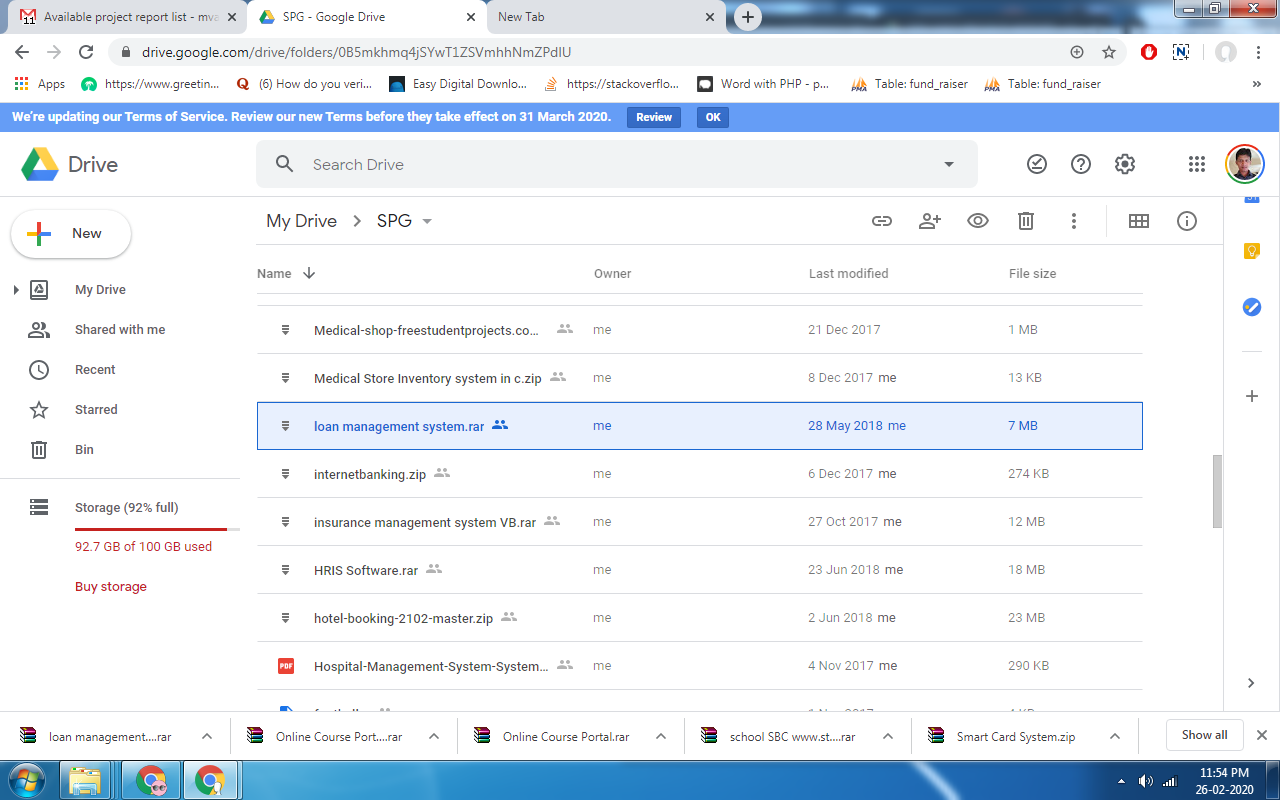 Available project report list - mva
11
SPG - Google Drive
New Tab
drive.google.com/drive/folders/0B5mkhmq4jSYwT1ZSVmhhNmZPdlU
Apps
https://www.greetin...
(6) How do you veri...
Easy Digital Downlo...
https://stackoverflo...
Word with PHP - p...
Table: fund_raiser
Table: fund_raiser
»
We're updating our Terms of Service. Review our new Terms before they take effect on 31 March 2020.
Review
OK
Drive
Search Drive
New
My Drive
SPG
Name
Owner
Last modified
File size
My Drive
Shared with me
Recent
Starred
Bin
Storage (92% full)
92.7 GB of 100 GB used
Buy storage
Medical-shop-freestudentprojects.co... me 21 Dec 2017 1 MB
Medical Store Inventory system in c.zip me 8 Dec 2017 me 13 KB
loan management system.rar me 28 May 2018 me 7 MB
internetbanking.zip me 6 Dec 2017 me 274 KB
insurance management system VB.rar me 27 Oct 2017 me 12 MB
HRIS Software.rar me 23 Jun 2018 me 18 MB
hotel-booking-2102-master.zip me 2 Jun 2018 me 23 MB
PDF Hospital-Management-System-System... me 4 Nov 2017 me 290 KB
loan management....rar
Online Course Port....rar
Online Course Portal.rar
school SBC www.st....rar
Smart Card System.zip
Show all
11:54 PM
26-02-2020